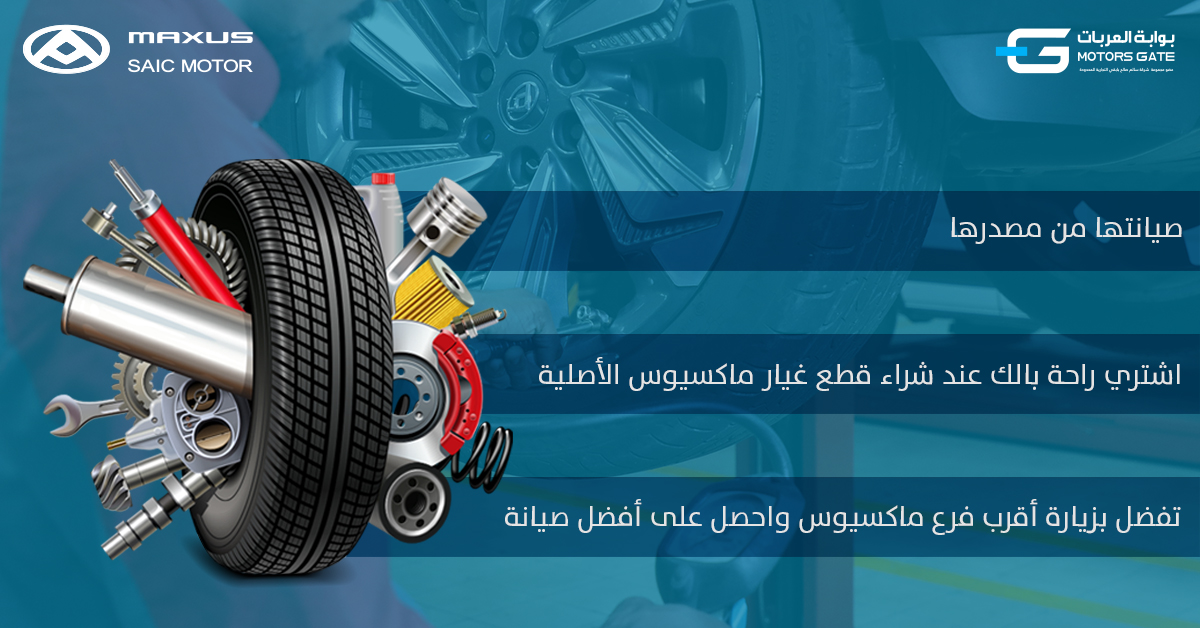 MAXUS
SAIC MOTOR
بوابة العربات
MOTORS GATE
صيانتها من مصدرها
اشتري راحة بالك عند شراء قطع غيار ماكسيوس الأصلية
تفضل بزيارة أقرب فرع ماكسيوس واحصل على أفضل صيانة